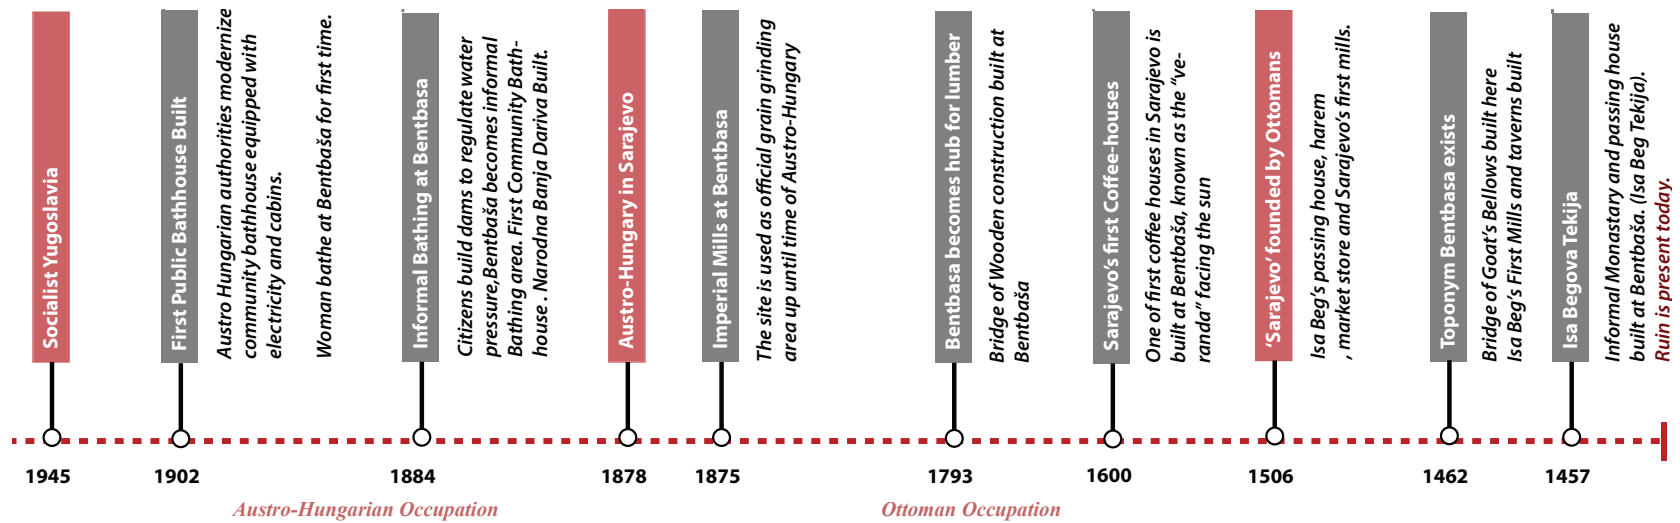 Socialist Yugoslavia
First Public Bathhouse Built
Austro Hungarian authorities modernize
community bathhouse equipped with
electricity and cabins.
Woman bathe at Bentbaša for first time.
Informal Bathing at Bentbasa
Citizens build dams to regulate water
pressure,Bentbaša becomes informal
Bathing area. First Community Bath-
house . Narodna Banja Dariva Built.
Austro-Hungary in Sarajevo
Imperial Mills at Bentbasa
The site is used as official grain grinding
area up until time of Austro-Hungary
Bentbasa becomes hub for lumber
Bridge of Wooden construction built at
Bentbaša
Sarajevo's first Coffee-houses
One of first coffee houses in Sarajevo is
built at Bentbaša, known as the "ve-
randa" facing the sun
'Sarajevo' founded by Ottomans
Isa Beg's passing house, harem
, market store and Sarajevo's first mills.
Toponym Bentbasa exists
Bridge of Goat's Bellows built here
Isa Beg's First Mills and taverns built
Isa Begova Tekija
Informal Monastary and passing house
built at Bentbaša. (Isa Beg Tekija).
Ruin is present today.
1945
1902
1884
1878
1875
1793
1600
1506
1462
1457
Austro-Hungarian Occupation
Ottoman Occupation